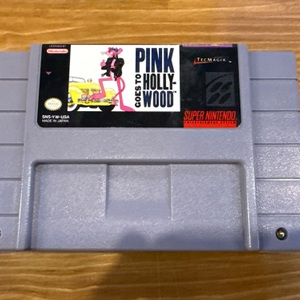 PINK
GOES TO
HOLLY-
WOOD
TECMAGIK
SNS-YW-USA
MADE IN JAPAN
SUPER NINTENDO